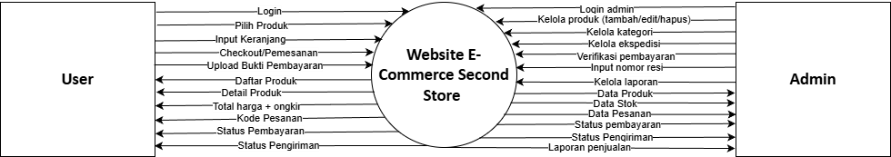 User
Login
Pilih Produk
Input Keranjang
Checkout/Pemesanan
Upload Bukti Pembayaran
Daftar Produk
Detail Produk
Total harga + ongkir
Kode Pesanan
Status Pembayaran
Status Pengiriman
Website E-
Commerce Second
Store
Login admin
Kelola produk (tambah/edit/hapus)
Kelola kategori
Kelola ekspedisi
Verifikasi pembayaran
Input nomor resi
Kelola laporan
Data Produk
Data Stok
Data Pesanan
Status pembayaran
Status Pengiriman
Laporan penjualan
Admin